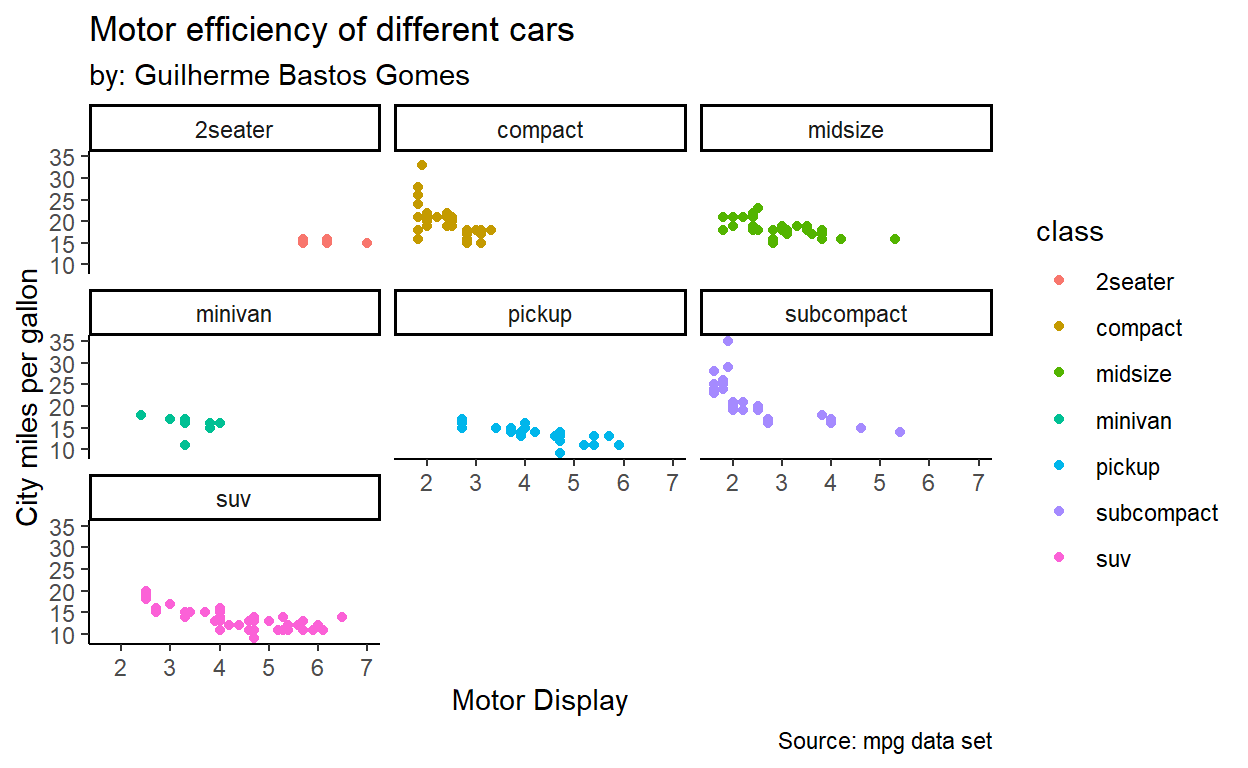 Motor efficiency of different cars
by: Guilherme Bastos Gomes
2seater
compact
midsize
35
30
25
20
15
10
minivan
pickup
subcompact
35
30
25
20
15
10
2 3 4 5 6 7
2 3 4 5 6 7
suv
35
30
25
20
15
10
2 3 4 5 6 7
City miles per gallon
Motor Display
class
2seater
compact
midsize
minivan
pickup
subcompact
suv
Source: mpg data set